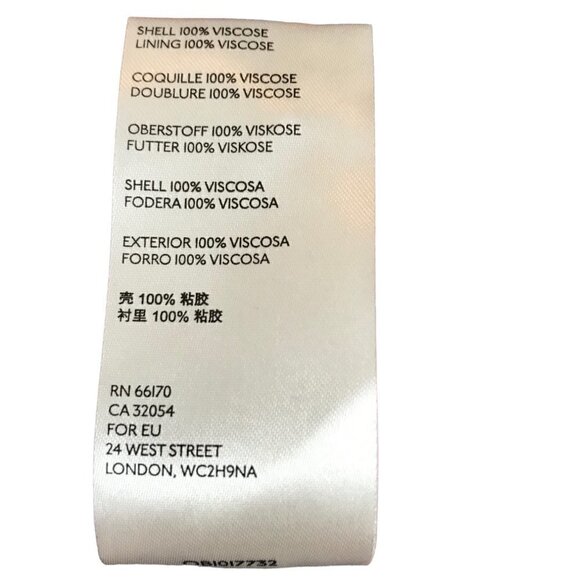 SHELL 100% VISCOSE
LINING 100% VISCOSE
COQUILLE 100% VISCOSE
DOUBLURE 100% VISCOSE
OBERSTOFF 100% VISKOSE
FUTTER 100% VISKOSE
SHELL 100% VISCOSA
FODERA 100% VISCOSA
EXTERIOR 100% VISCOSA
FORRO 100% VISCOSA
壳 100% 粘胶
衬里 100% 粘胶
RN 66170
CA 32054
FOR EU
24 WEST STREET
LONDON, WC2H9NA
OB1017732